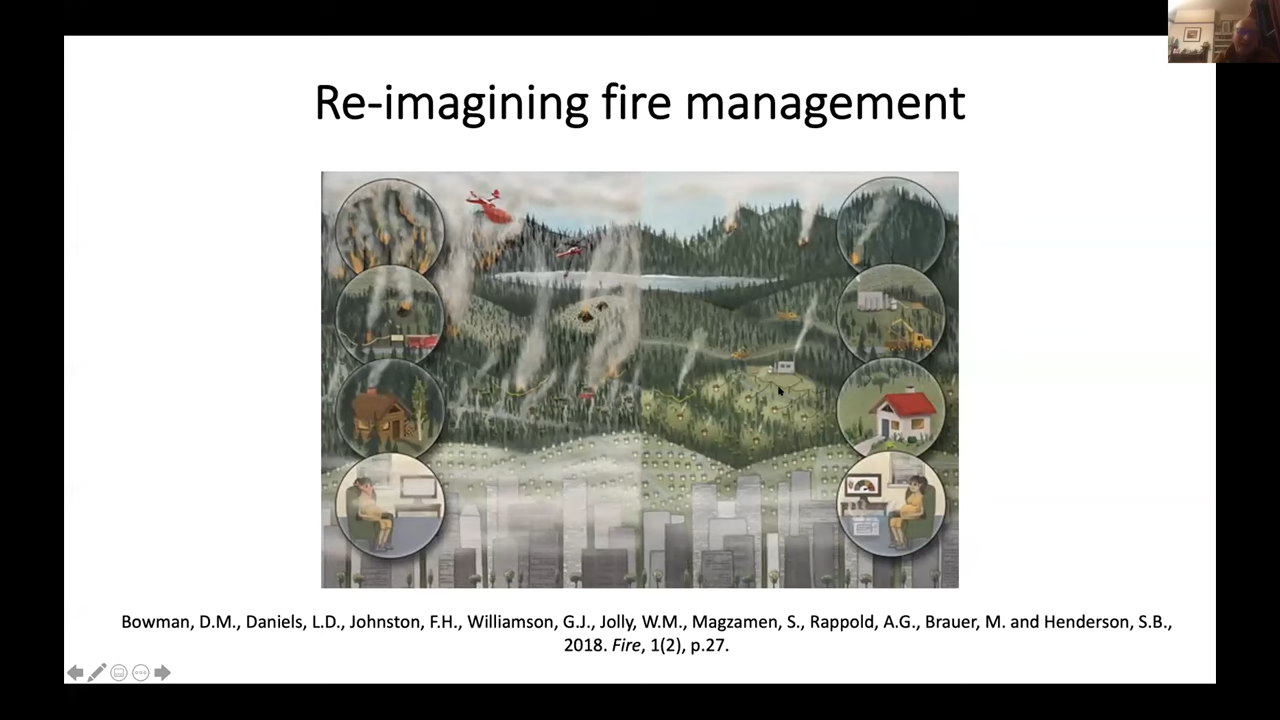 Re-imagining fire management
Bowman, D.M., Daniels, L.D., Johnston, F.H., Williamson, G.J., Jolly, W.M., Magzamen, S., Rappold, A.G., Brauer, M. and Henderson, S.B.,
2018. Fire, 1(2), p.27.